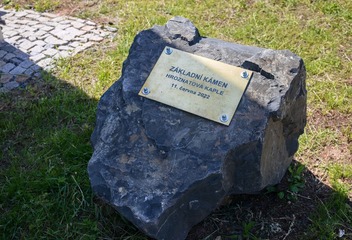 ZÁKLADNÍ KÁMEN
HROZNATOVA KAPLE
11. června 2022